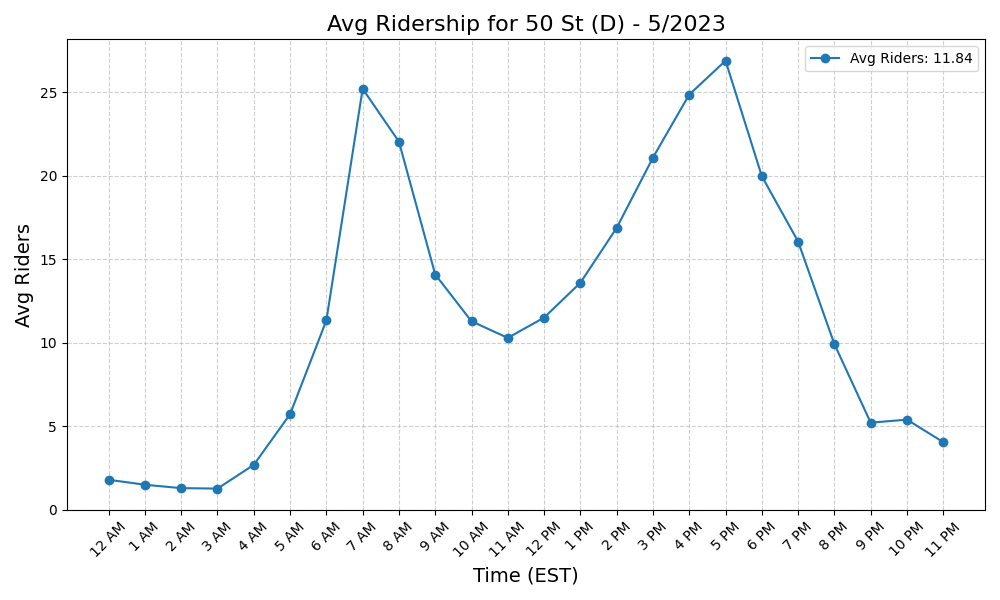 Avg Ridership for 50 St (D) - 5/2023
Avg Riders: 11.84
Avg Riders
25
20
15
10
5
0
12 AM
1 AM
2 AM
3 AM
4 AM
5 AM
6 AM
7 AM
8 AM
9 AM
10 AM
11 AM
12 PM
1 PM
2 PM
3 PM
4 PM
5 PM
6 PM
7 PM
8 PM
9 PM
10 PM
11 PM
Time (EST)